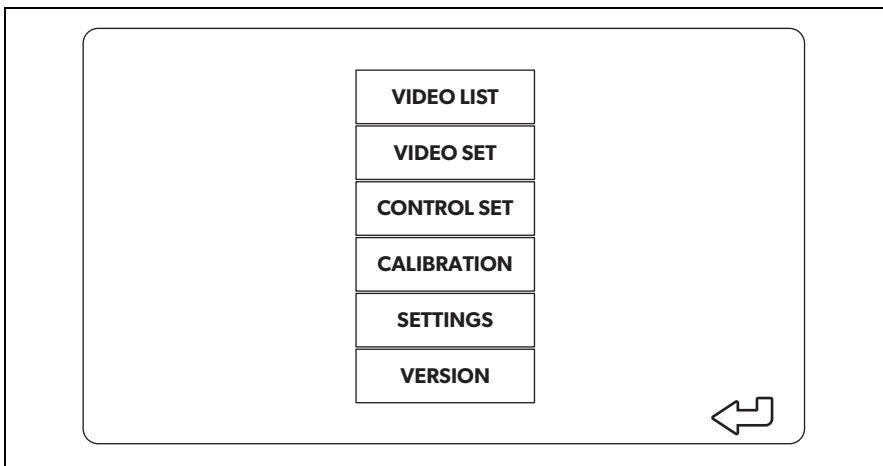 VIDEO LIST
VIDEO SET
CONTROL SET
CALIBRATION
SETTINGS
VERSION